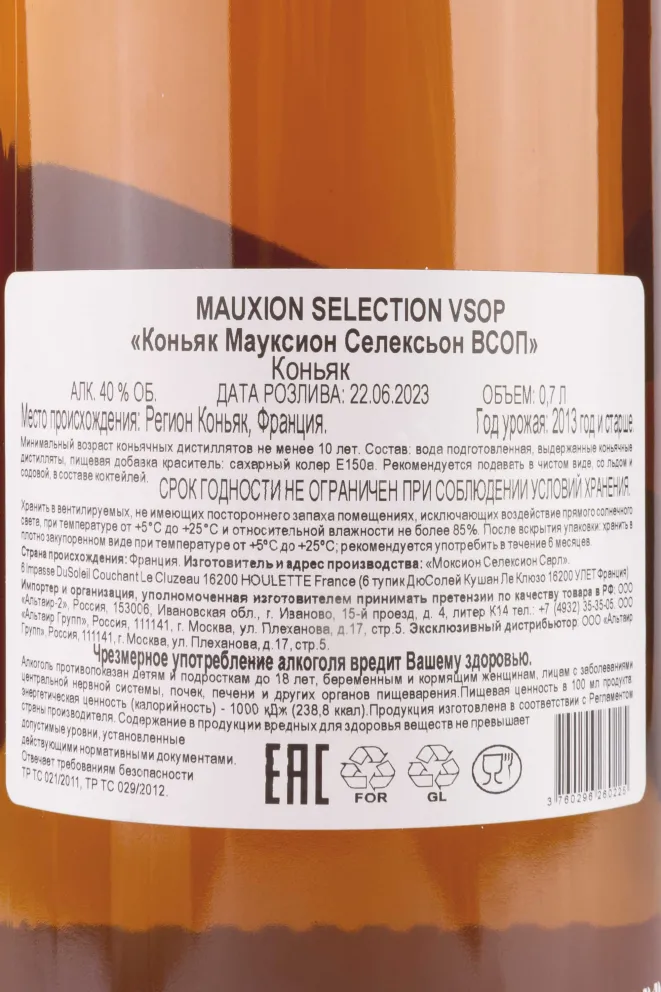 MAUXION SELECTION VSOP
«Коньяк Мауксион Селексьон ВСОП»
Коньяк
АЛК. 40 % ОБ. ДАТА РОЗЛИВА: 22.06.2023 ОБЪЕМ: 0,7 Л
Место происхождения: Регион Коньяк, Франция. Год урожая: 2013 год и старше
Минимальный возраст коньячных дистиллятов не менее 10 лет. Состав: вода подготовленная, выдержанные коньячные
дистилляты, пищевая добавка краситель: сахарный колер Е150а. Рекомендуется подавать в чистом виде, со льдом и
содовой, в составе коктейлей.
СРОК ГОДНОСТИ НЕ ОГРАНИЧЕН ПРИ СОБЛЮДЕНИИ УСЛОВИЙ ХРАНЕНИЯ.
Хранить в вентилируемых, не имеющих постороннего запаха помещениях, исключающих воздействие прямого солнечного
света, при температуре от +5°С до +25°С и относительной влажности не более 85%. После вскрытия упаковки: хранить в
плотно закупоренном виде при температуре от +5°С до +25°С; рекомендуется употребить в течение 6 месяцев.
Страна происхождения: Франция. Изготовитель и адрес производства: «Моксион Селексион Сарл».
6 Impasse DuSoleil Couchant Le Cluzeau 16200 HOULETTE France (6 тупик ДюСолей Кушан Ле Клюзо 16200 УЛЕТ Франция)
Импортер и организация, уполномоченная изготовителем принимать претензии по качеству товара в РФ: ООО
«Альтаир-2», Россия, 153006, Ивановская обл., г. Иваново, 15-й проезд, д. 4, литер К14 тел.: +7 (4932) 35-35-05. ООО
«Альтаир Групп», Россия, 111141, г. Москва, ул. Плеханова, д.17, стр.5. Эксклюзивный дистрибьютор: ООО «Альтаир
Групп», Россия, 111141, г. Москва, ул. Плеханова, д.17, стр.5.
Чрезмерное употребление алкоголя вредит Вашему здоровью.
Алкоголь противопоказан детям и подросткам до 18 лет, беременным и кормящим женщинам, лицам с заболеваниями
центральной нервной системы, почек, печени и других органов пищеварения. Пищевая ценность в 100 мл продукта:
энергетическая ценность (калорийность) - 1000 кДж (238,8 ккал). Продукция изготовлена в соответствии с Регламентом
страны производителя. Содержание в продукции вредных для здоровья веществ не превышает
допустимые уровни, установленные
действующими нормативными документами.
Отвечает требованиям безопасности
ТР ТС 021/2011, ТР ТС 029/2012.
ЕАС
FOR
GL
3 760296 260225